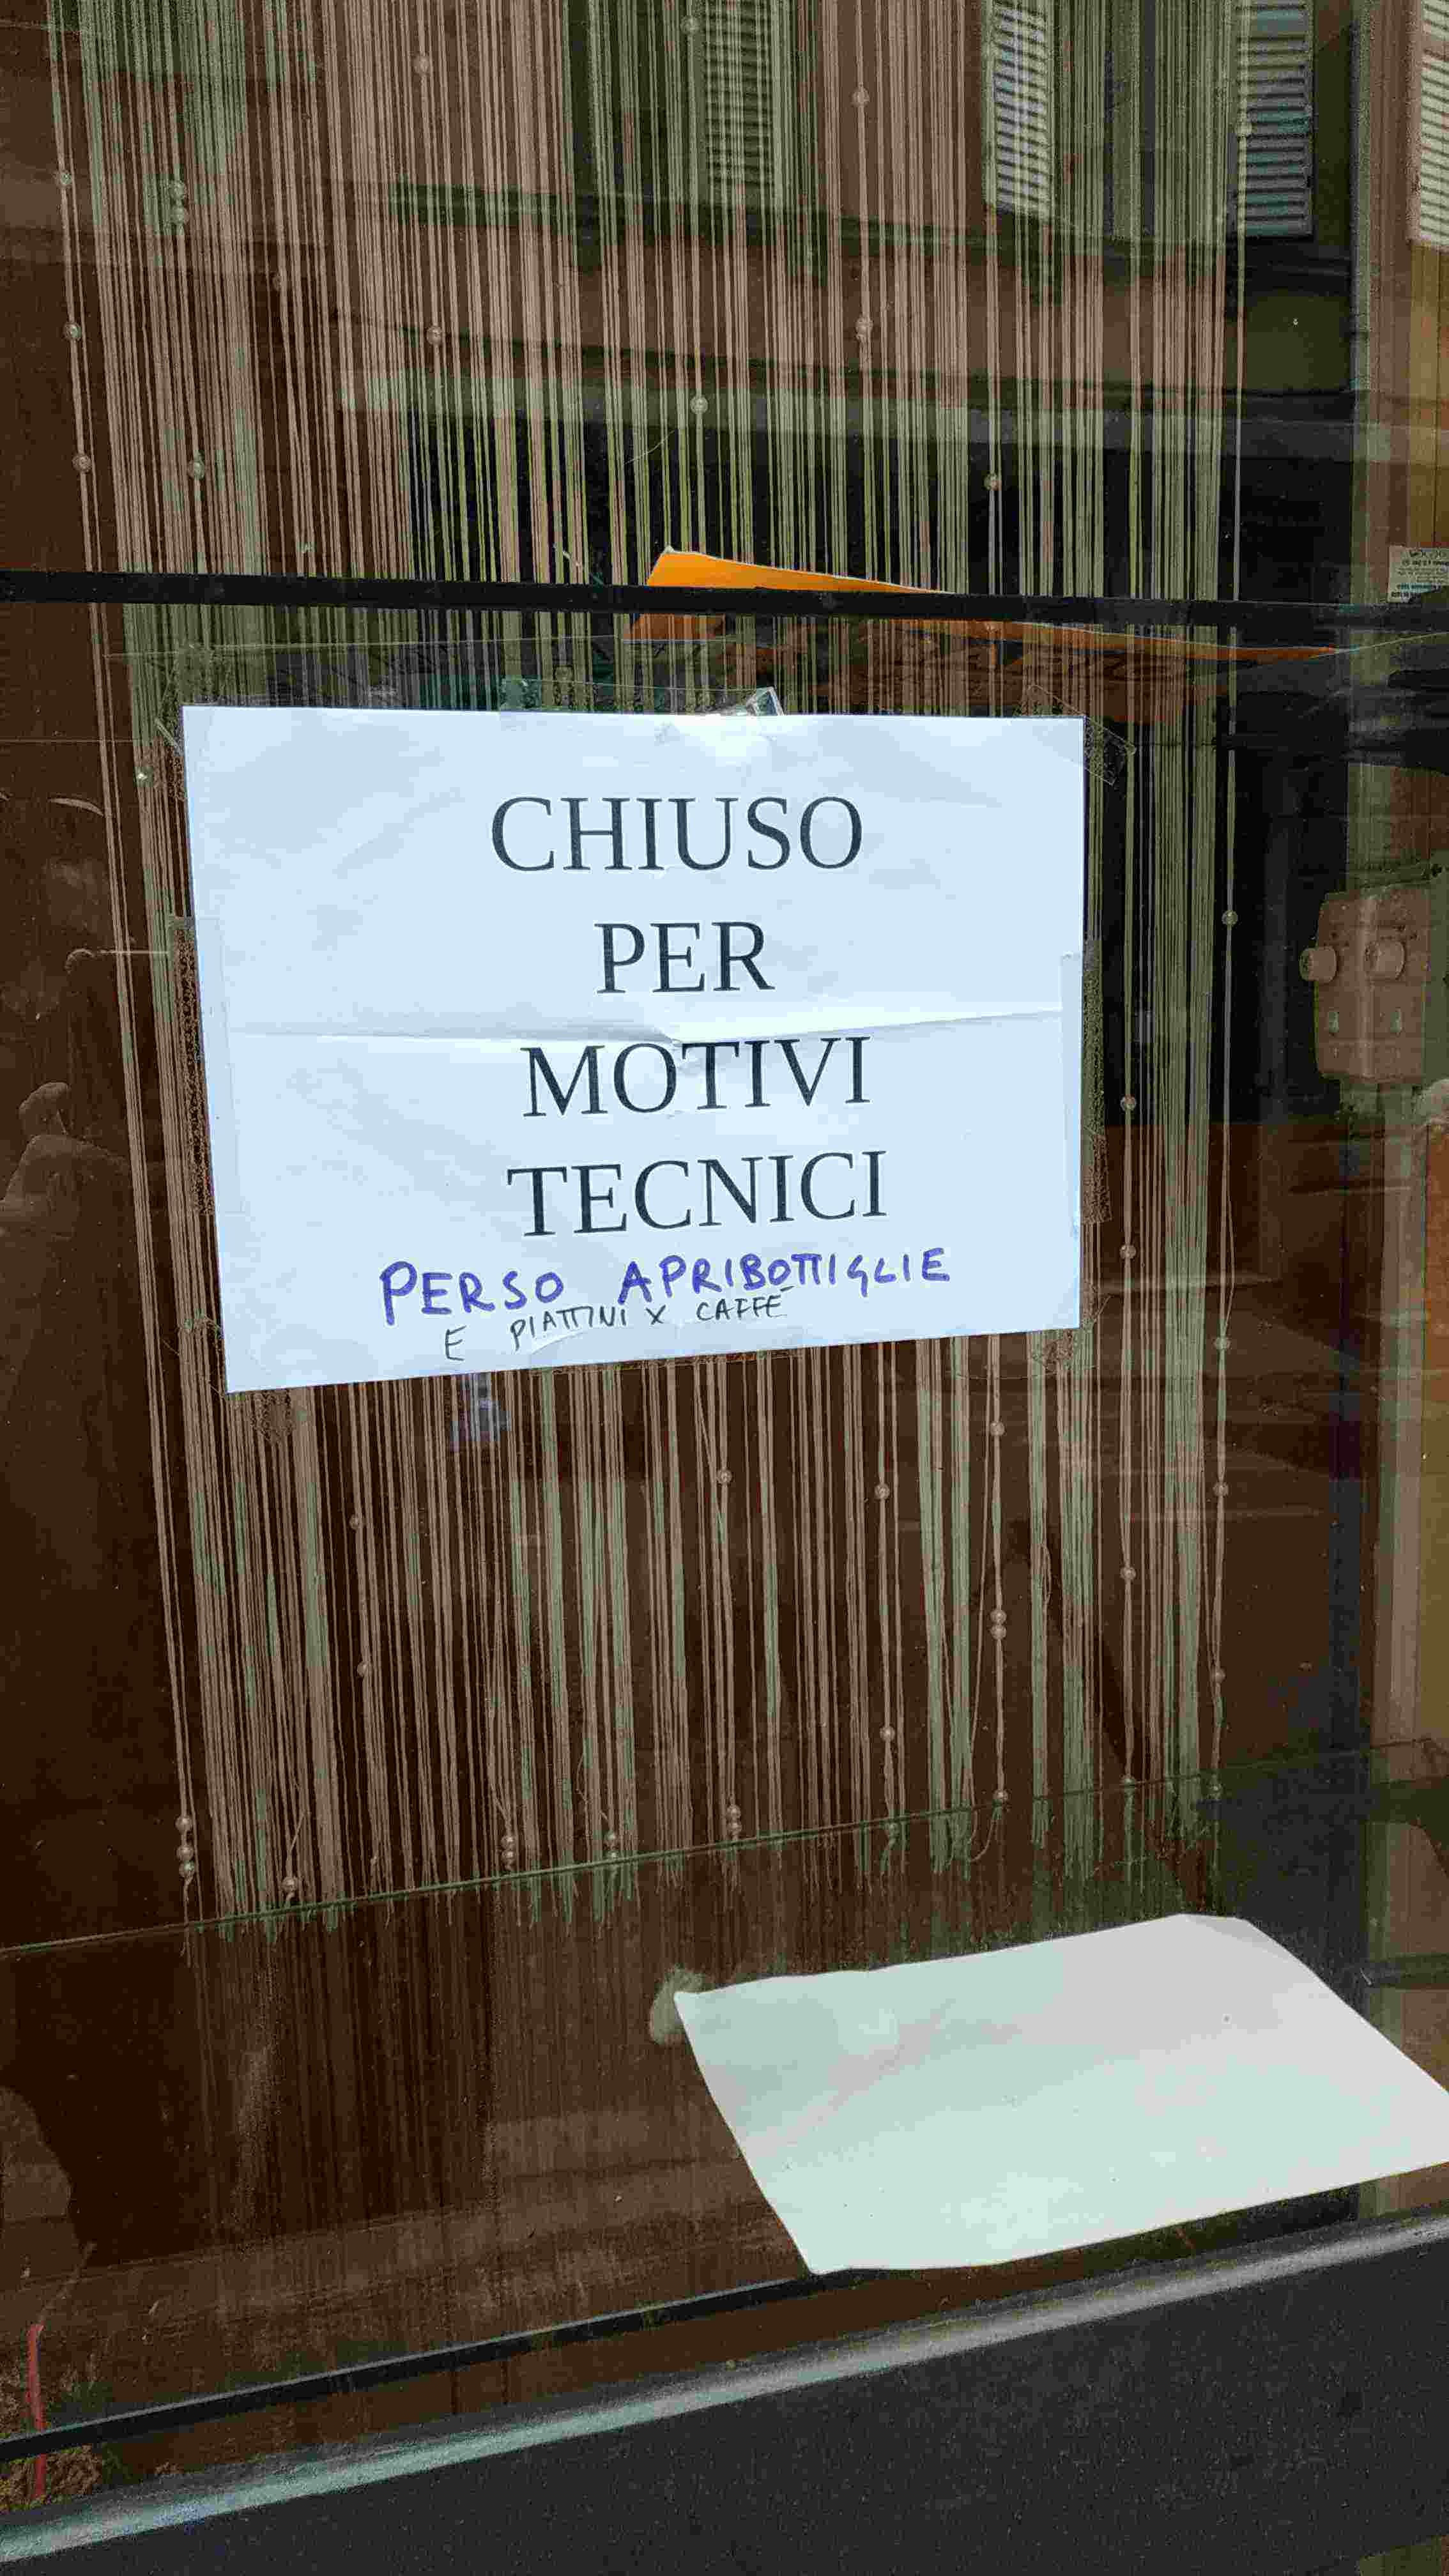 CHIUSO
PER
MOTIVI
TECNICI
PERSO APRIBOTTIGLIE
E PIATTINI X CAFFÈ